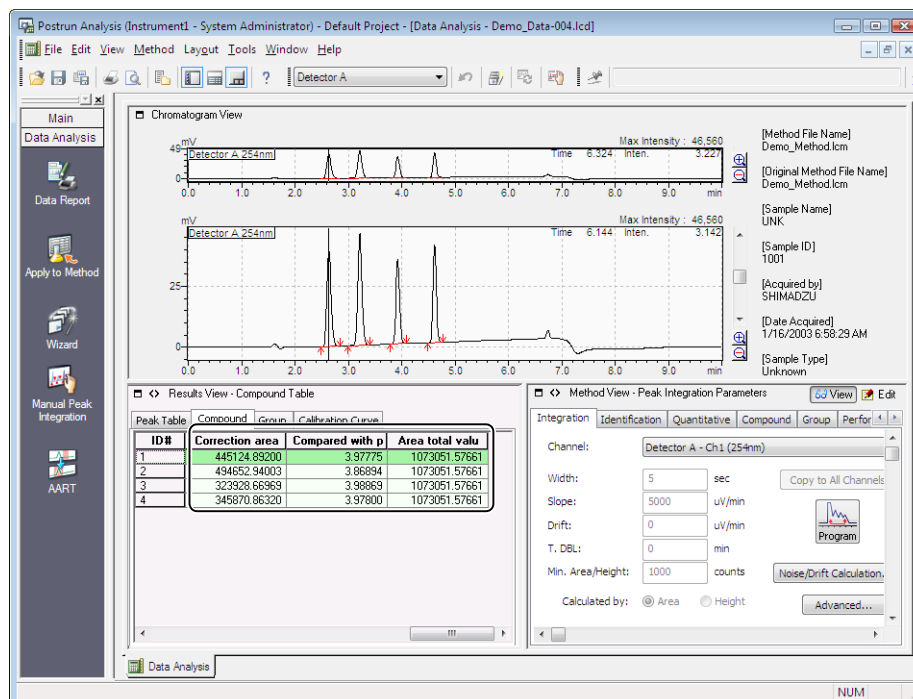 Postrun Analysis (Instrument1 - System Administrator) - Default Project - [Data Analysis - Demo_Data-004.lcd]
File Edit View Method Layout Tools Window Help
? Detector A
Main
Data Analysis
Data Report
Apply to Method
Wizard
Manual Peak
Integration
AART
Chromatogram View
mV
Max Intensity : 46,560
49
Detector A 254nm
Time 6.324 Inten. 3.227
0
0.0 1.0 2.0 3.0 4.0 5.0 6.0 7.0 8.0 9.0 min
mV
Max Intensity : 46,560
Detector A 254nm
Time 6.144 Inten. 3.142
25
0
0.0 1.0 2.0 3.0 4.0 5.0 6.0 7.0 8.0 9.0 min
[Method File Name]
Demo_Method.lcm
[Original Method File Name]
Demo_Method.lcm
[Sample Name]
UNK
[Sample ID]
1001
[Acquired by]
SHIMADZU
[Date Acquired]
1/16/2003 6:58:29 AM
[Sample Type]
Unknown
Results View - Compound Table
Peak Table Compound Group Calibration Curve
ID# Correction area Compared with p Area total valu
1 445124.89200 3.97775 1073051.57661
2 494652.94003 3.86894 1073051.57661
3 323928.66969 3.98869 1073051.57661
4 345870.86320 3.97800 1073051.57661
Method View - Peak Integration Parameters View Edit
Integration Identification Quantitative Compound Group Perfor
Channel: Detector A - Ch1 (254nm)
Width: 5 sec Copy to All Channels
Slope: 5000 uV/min
Drift: 0 uV/min
Program
T. DBL: 0 min
Min. Area/Height: 1000 counts Noise/Drift Calculation.
Calculated by: Area Height Advanced...
Data Analysis
NUM